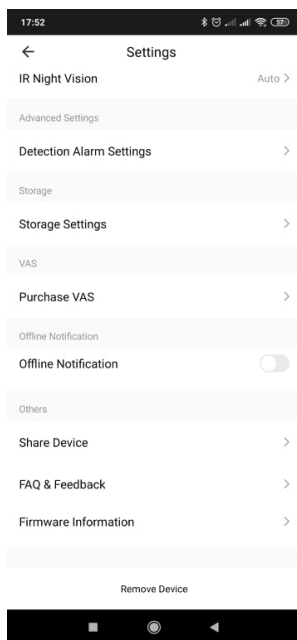 17:52
57
Settings
IR Night Vision
Auto >
Advanced Settings
Detection Alarm Settings
Storage
Storage Settings
VAS
Purchase VAS
Offline Notification
Offline Notification
Others
Share Device
FAQ & Feedback
Firmware Information
Remove Device